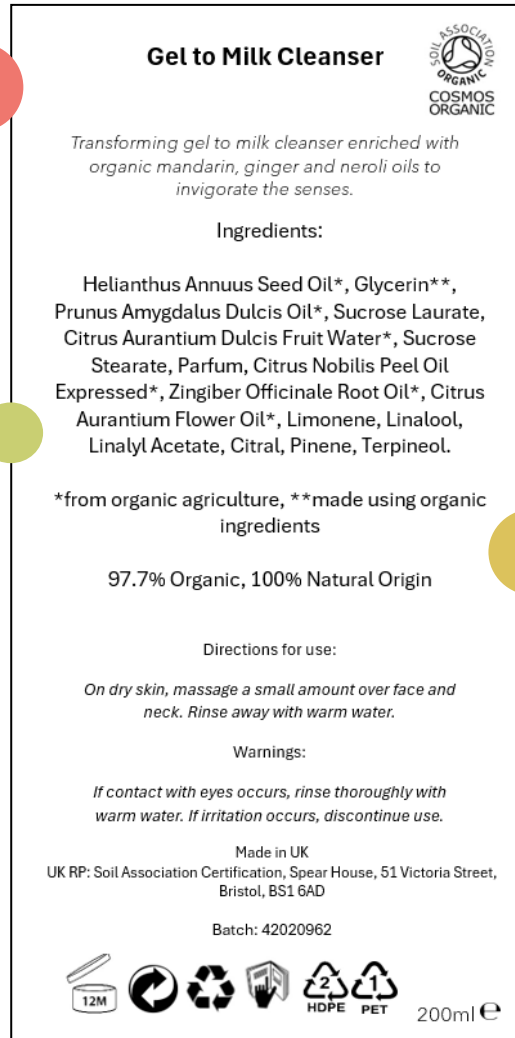 Gel to Milk Cleanser
SOIL ASSOCIATION
ORGANIC
COSMOS
ORGANIC
Transforming gel to milk cleanser enriched with
organic mandarin, ginger and neroli oils to
invigorate the senses.
Ingredients:
Helianthus Annuus Seed Oil*, Glycerin**,
Prunus Amygdalus Dulcis Oil*, Sucrose Laurate,
Citrus Aurantium Dulcis Fruit Water*, Sucrose
Stearate, Parfum, Citrus Nobilis Peel Oil
Expressed*, Zingiber Officinale Root Oil*, Citrus
Aurantium Flower Oil*, Limonene, Linalool,
Linalyl Acetate, Citral, Pinene, Terpineol.
*from organic agriculture, **made using organic
ingredients
97.7% Organic, 100% Natural Origin
Directions for use:
On dry skin, massage a small amount over face and
neck. Rinse away with warm water.
Warnings:
If contact with eyes occurs, rinse thoroughly with
warm water. If irritation occurs, discontinue use.
Made in UK
UK RP: Soil Association Certification, Spear House, 51 Victoria Street,
Bristol, BS1 6AD
Batch: 42020962
12M
2
HDPE
1
PET
200ml ℮